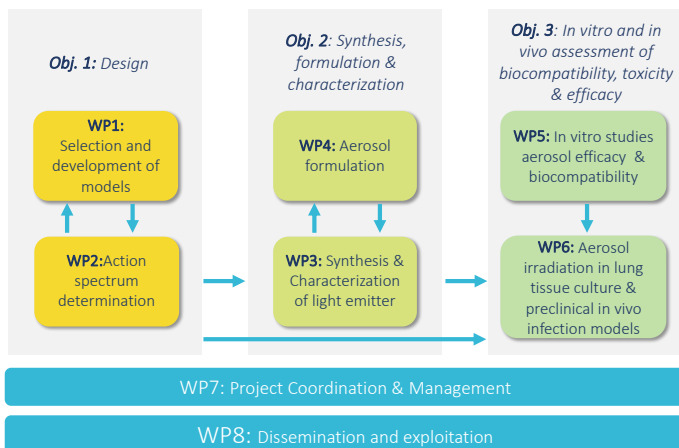 Obj. 1: Design
WP1:
Selection and
development of
models
WP2:Action
spectrum
determination
Obj. 2: Synthesis,
formulation &
characterization
WP4: Aerosol
formulation
WP3: Synthesis &
Characterization
of light emitter
Obj. 3: In vitro and in
vivo assessment of
biocompatibility, toxicity
& efficacy
WP5: In vitro studies
aerosol efficacy & 
biocompatibility
WP6: Aerosol
irradiation in lung
tissue culture &
preclinical in vivo
infection models
WP7: Project Coordination & Management
WP8: Dissemination and exploitation